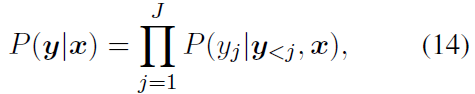 P(y|x) = ∏_{j=1}^{J} P(y_j|y_{<j}, x), (14)